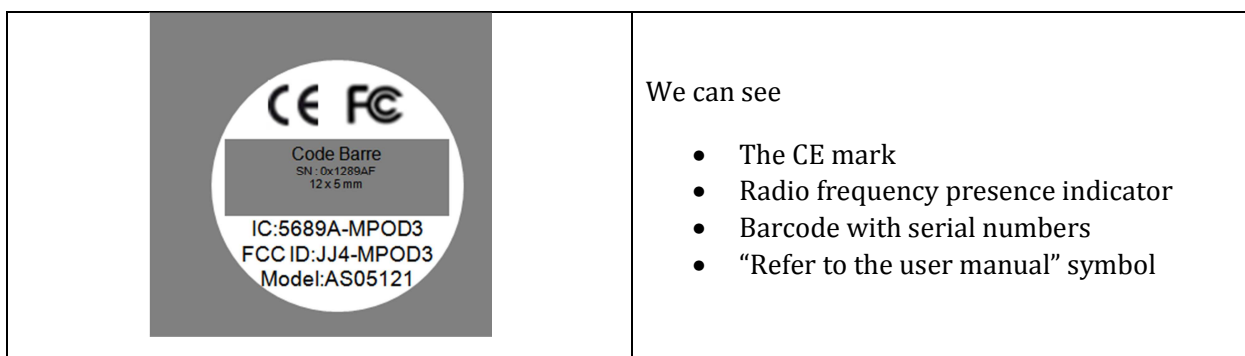 CE FC
Code Barre
SN : 0x1289AF
12 x 5 mm
IC:5689A-MPOD3
FCC ID:JJ4-MPOD3
Model:AS05121
We can see
• The CE mark
• Radio frequency presence indicator
• Barcode with serial numbers
• “Refer to the user manual” symbol